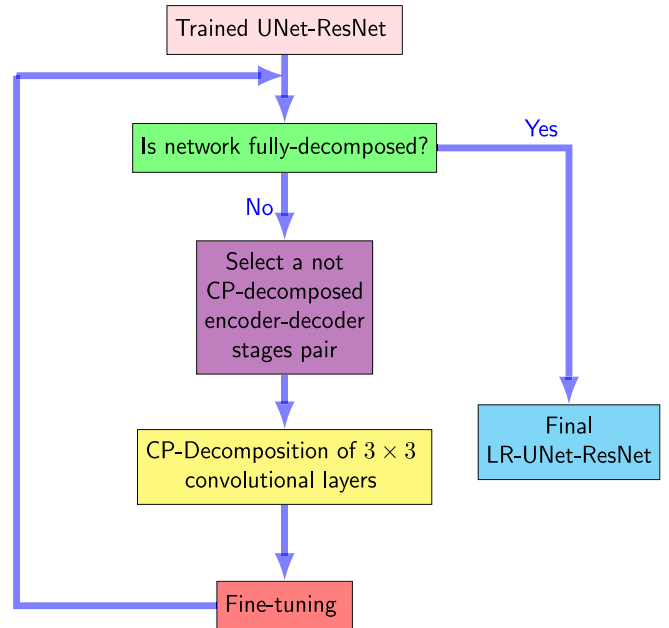 Trained UNet-ResNet
Is network fully-decomposed?
Yes
No
Select a not
CP-decomposed
encoder-decoder
stages pair
CP-Decomposition of 3 × 3
convolutional layers
Final
LR-UNet-ResNet
Fine-tuning